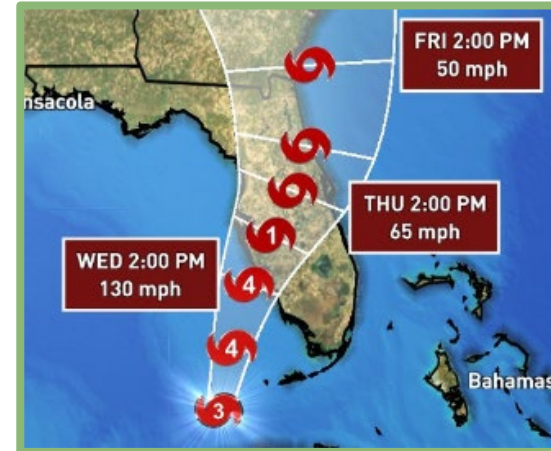 FRI 2:00 PM
50 mph
nsacola
THU 2:00 PM
65 mph
1
WED 2:00 PM
130 mph
4
4
3
Bahamas